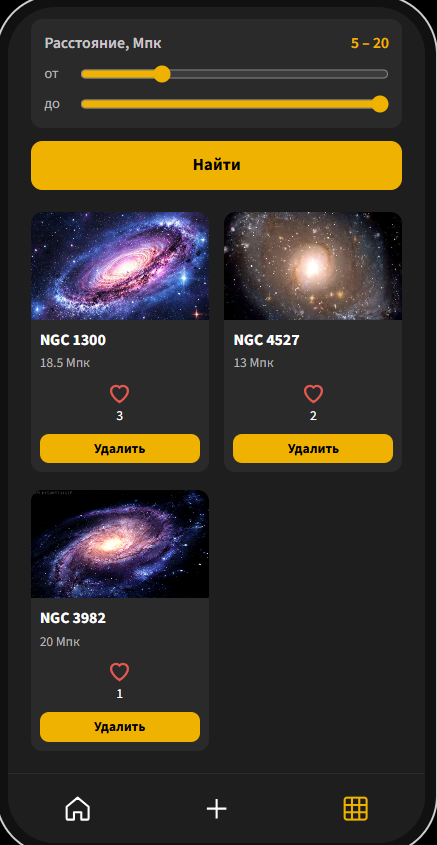 Расстояние, Мпк
5 – 20
от
до
Найти
NGC 1300
18.5 Мпк
3
Удалить
NGC 4527
13 Мпк
2
Удалить
NGC 3982
20 Мпк
1
Удалить